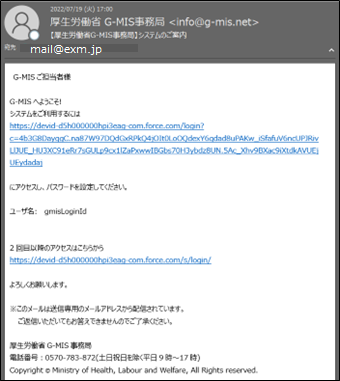 2022/07/19 (火) 17:00
厚生労働省 G-MIS事務局 <info@g-mis.net>
【厚生労働省G-MIS事務局】システムのご案内
宛先 mail@exm.jp
G-MIS ご担当者様
G-MIS へようこそ!
システムをご利用するには
https://devid-d5h000000hpi3eag-com.force.com/login?
にアクセスし、パスワードを設定してください。
ユーザ名: gmisLoginId
2 回目以降のアクセスはこちらから
https://devid-d5h000000hpi3eag-com.force.com/s/login/
よろしくお願いします。
※このメールは送信専用のメールアドレスから配信されています。
ご返信いただいてもお答えできませんのでご了承ください。
厚生労働省 G-MIS 事務局
電話番号:0570-783-872(土日祝日を除く平日 9 時~17 時)
Copyright © Ministry of Health, Labour and Welfare, All Rights reserved.